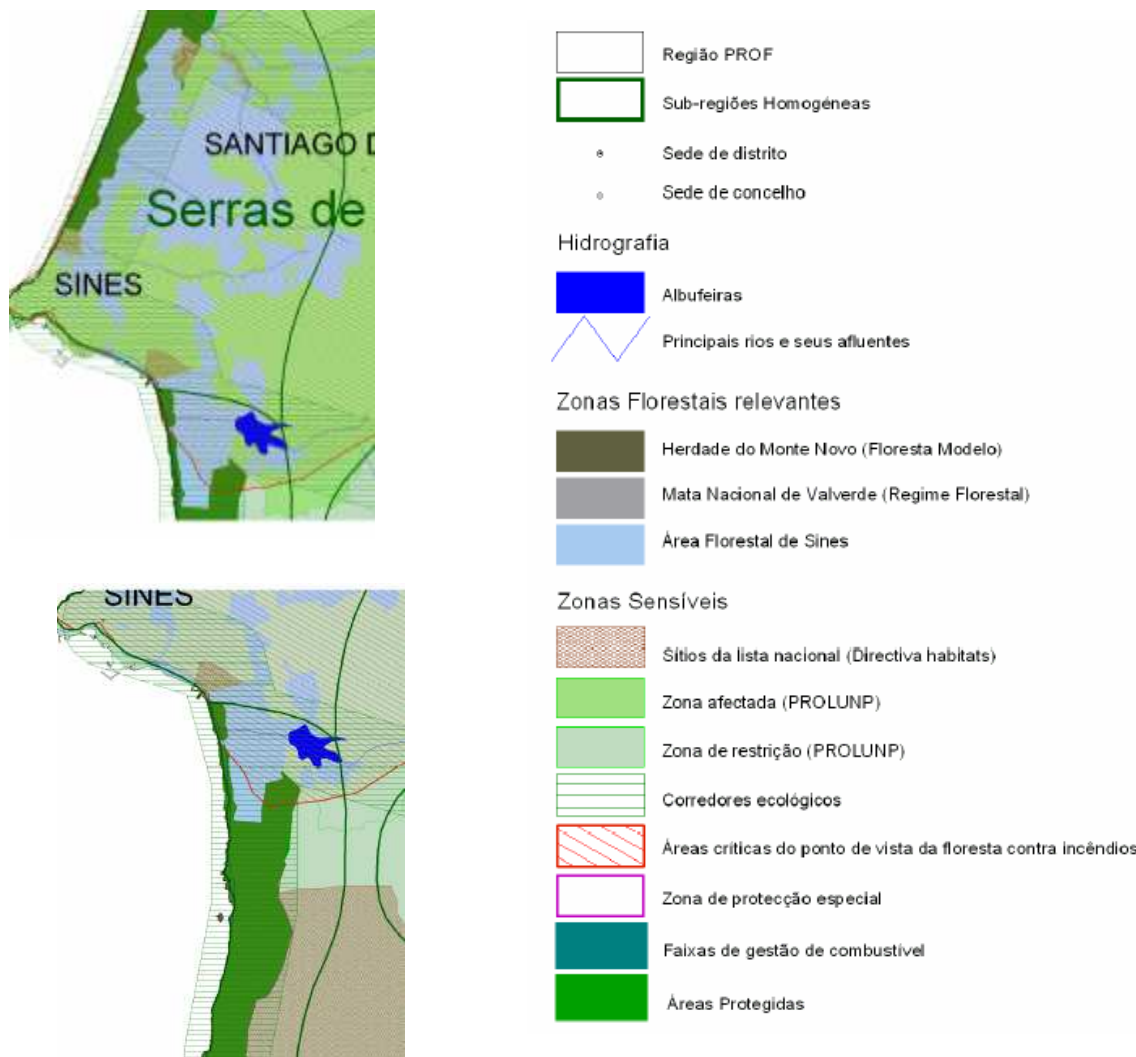 SANTIAGO D
Serras de
SINES
SINES
Região PROF
Sub-regiões Homogéneas
Sede de distrito
Sede de concelho
Hidrografia
Albufeiras
Principais rios e seus afluentes
Zonas Florestais relevantes
Herdade do Monte Novo (Floresta Modelo)
Mata Nacional de Valverde (Regime Florestal)
Área Florestal de Sines
Zonas Sensíveis
Sítios da lista nacional (Directiva habitats)
Zona afectada (PROLUNP)
Zona de restrição (PROLUNP)
Corredores ecológicos
Áreas críticas do ponto de vista da floresta contra incêndios
Zona de protecção especial
Faixas de gestão de combustível
Áreas Protegidas